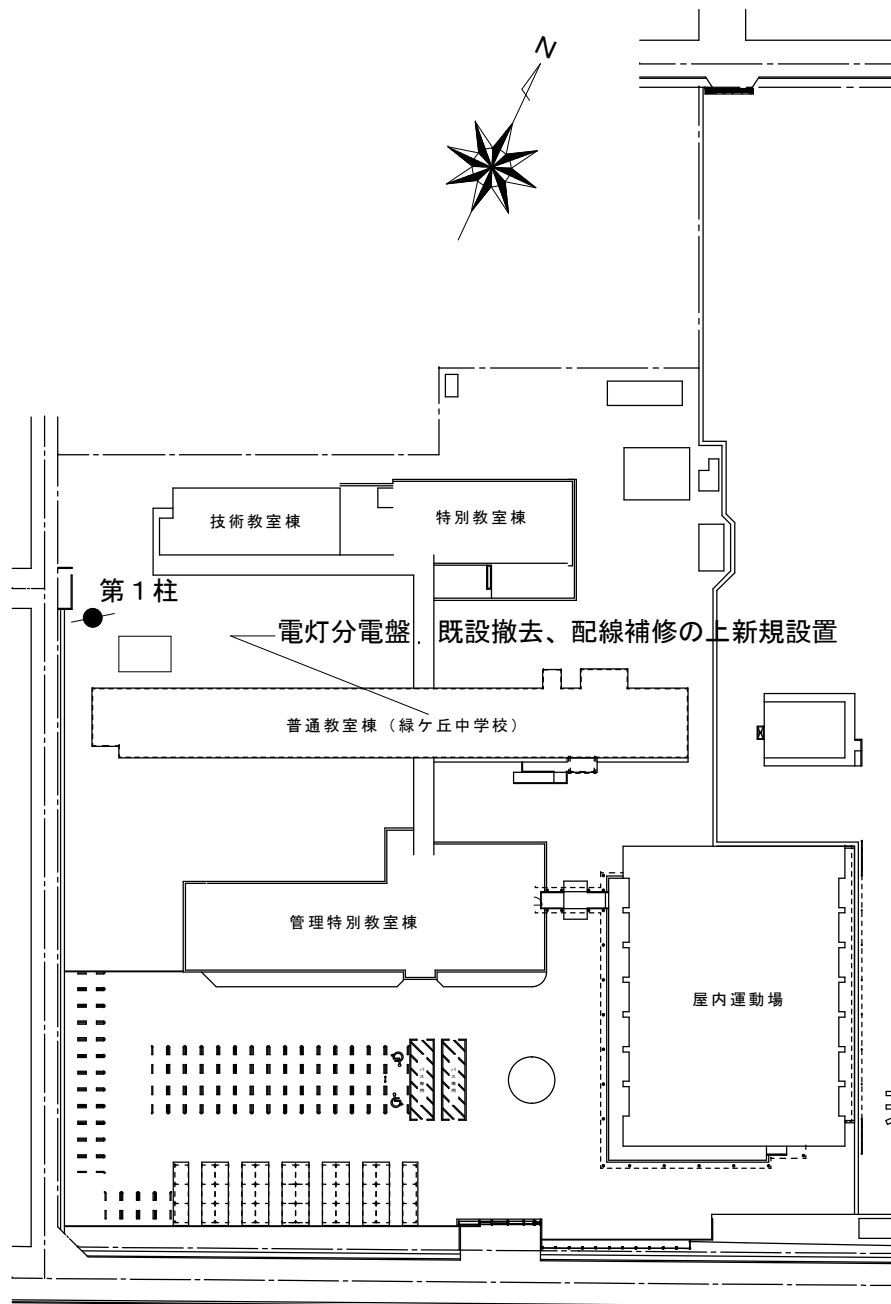 N
技術教室棟
特別教室棟
第１柱
電灯分電盤 既設撤去、配線補修の上新規設置
普通教室棟（緑ケ丘中学校）
管理特別教室棟
屋内運動場